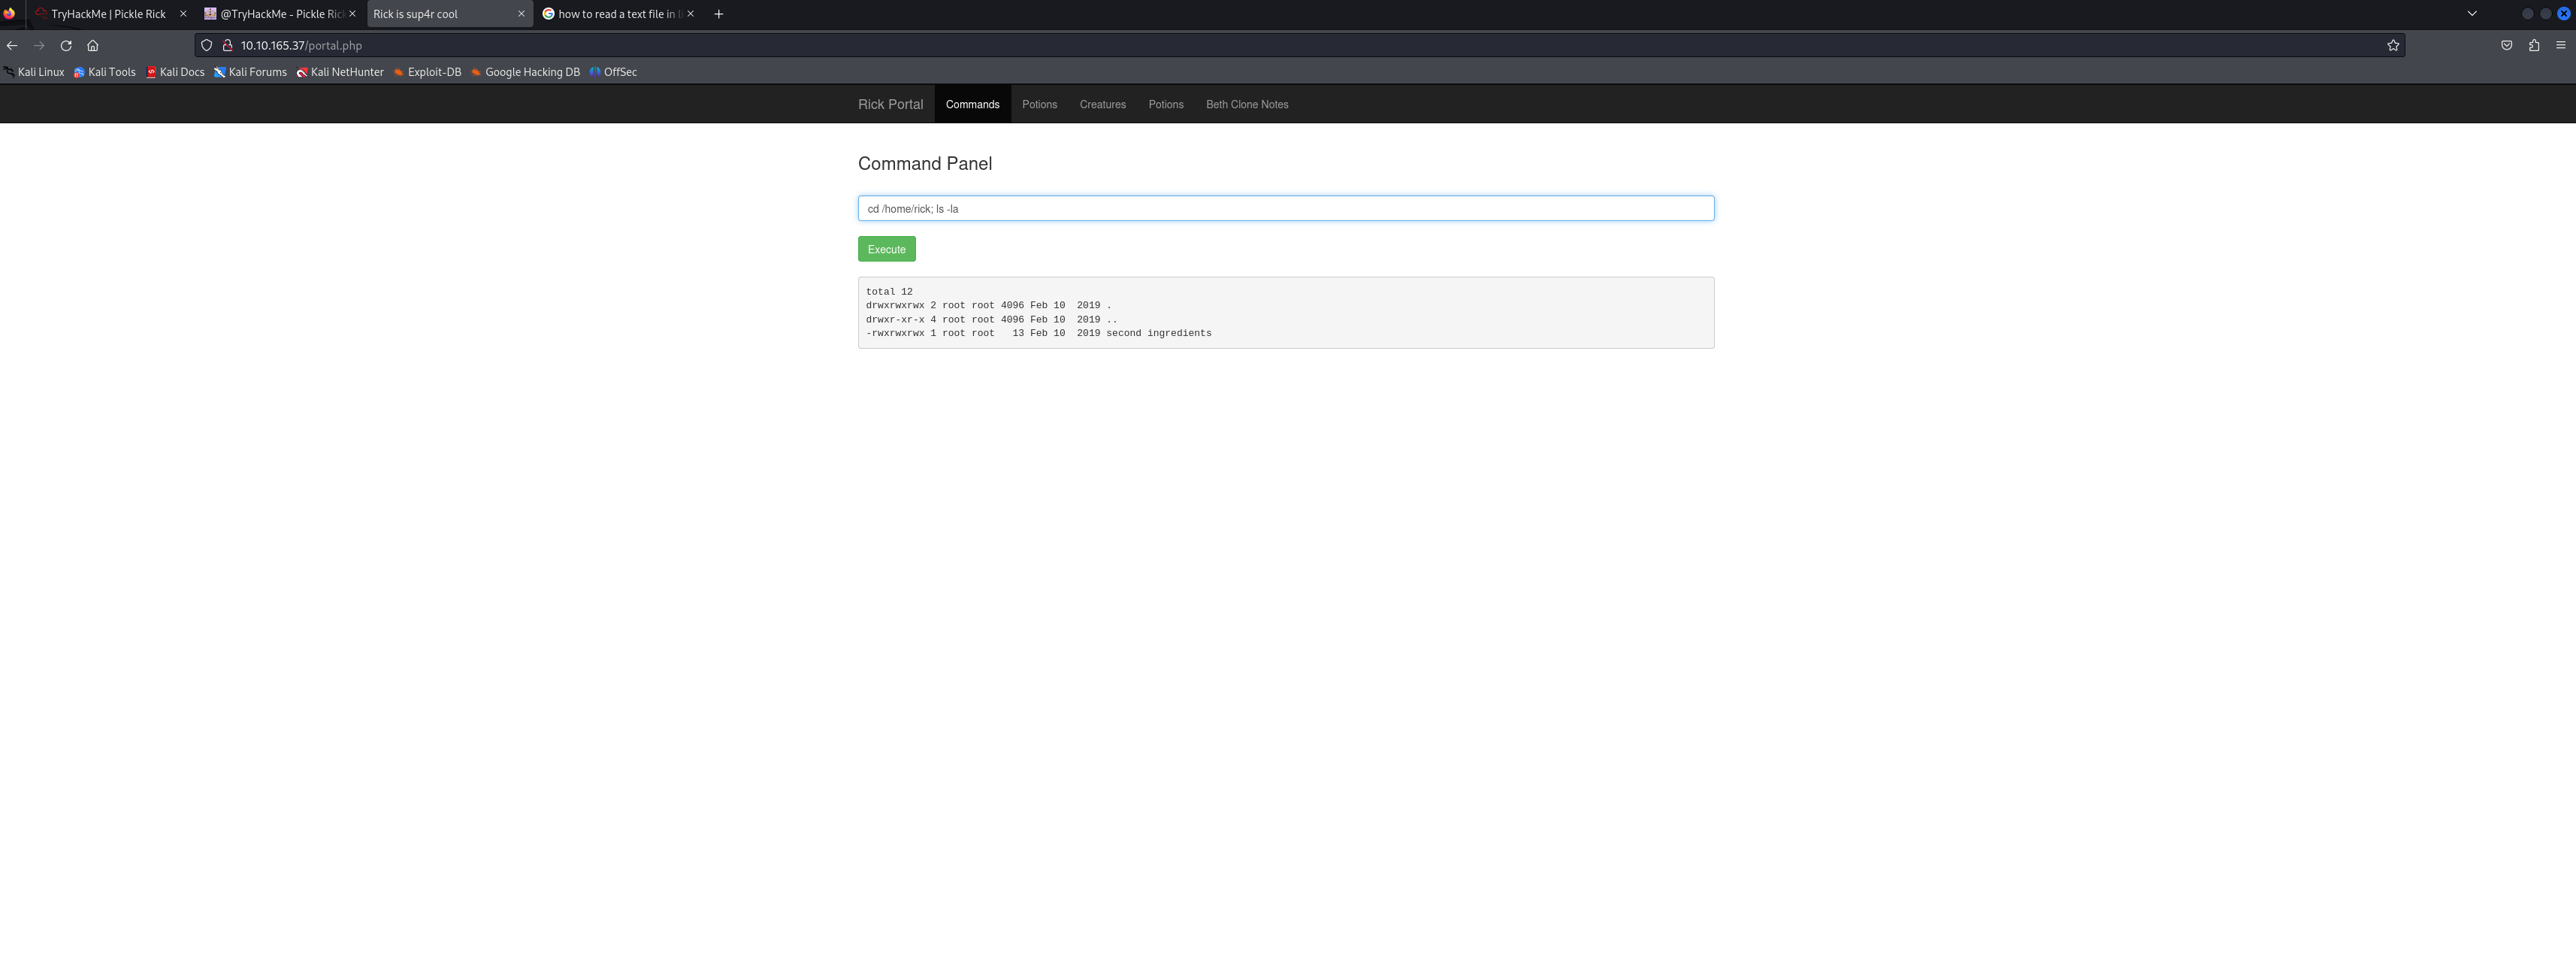 TryHackMe | Pickle Rick
@TryHackMe - Pickle Ric
Rick is sup4r cool
how to read a text file in li
10.10.165.37/portal.php
Kali Linux Kali Tools Kali Docs Kali Forums Kali NetHunter Exploit-DB Google Hacking DB OffSec
Rick Portal Commands Potions Creatures Potions Beth Clone Notes
Command Panel
cd /home/rick; ls -la
Execute
total 12
drwxrwxrwx 2 root root 4096 Feb 10  2019 .
drwxr-xr-x 4 root root 4096 Feb 10  2019 ..
-rwxrwxrwx 1 root root   13 Feb 10  2019 second ingredients